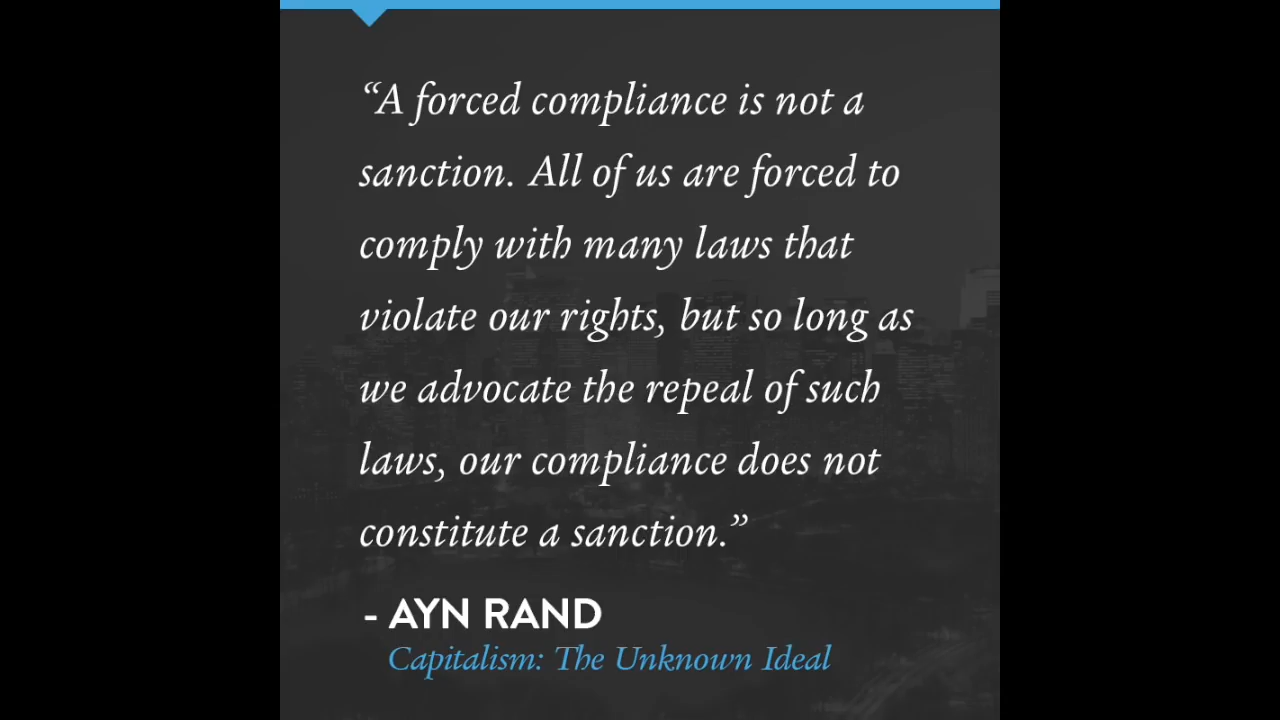 “A forced compliance is not a
sanction. All of us are forced to
comply with many laws that
violate our rights, but so long as
we advocate the repeal of such
laws, our compliance does not
constitute a sanction.”
- AYN RAND
Capitalism: The Unknown Ideal